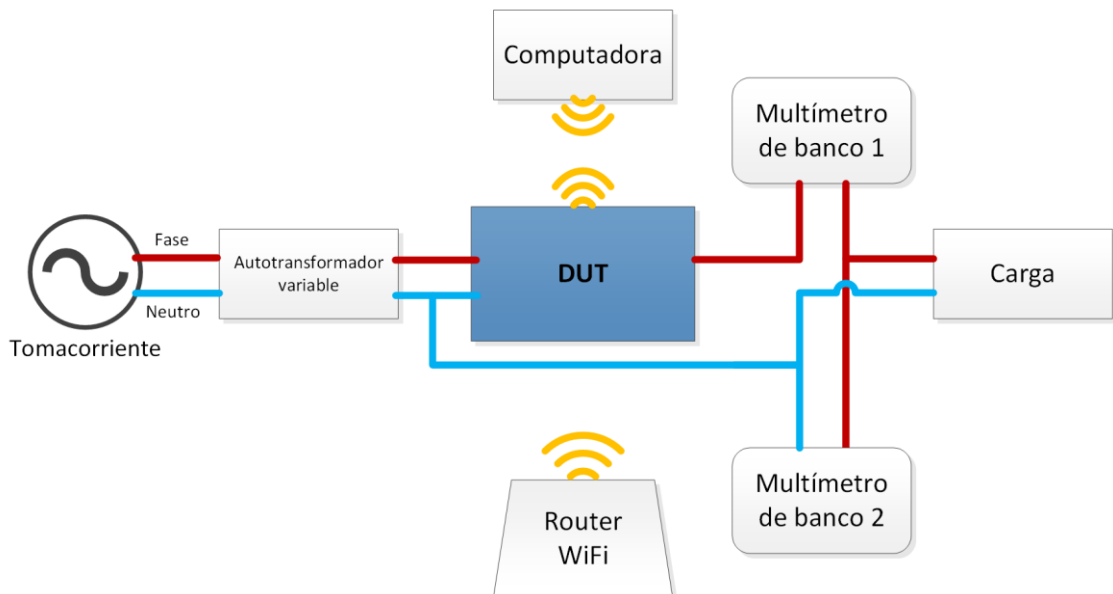 Computadora
Multímetro
de banco 1
Fase
Autotransformador
variable
DUT
Carga
Neutro
Tomacorriente
Multímetro
de banco 2
Router
WiFi